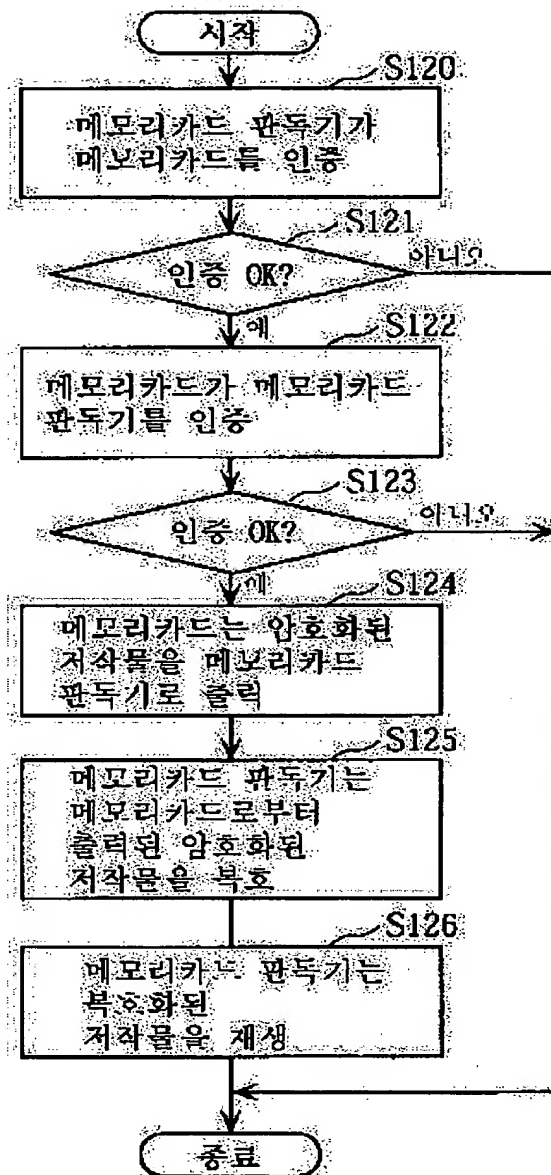 시작
S120
메모리카드 판독기가
메모리카드를 인증
S121
인증 OK?
아니오
예
S122
메모리카드가 메모리카드
판독기를 인증
S123
인증 OK?
아니오
예
S124
메모리카드는 암호화된
저작물을 메모리카드
판독기로 출력
S125
메모리카드 판독기는
메모리카드로부터
출력된 암호화된
저작물을 복호
S126
메모리카드 판독기는
복호화된
저작물을 재생
종료